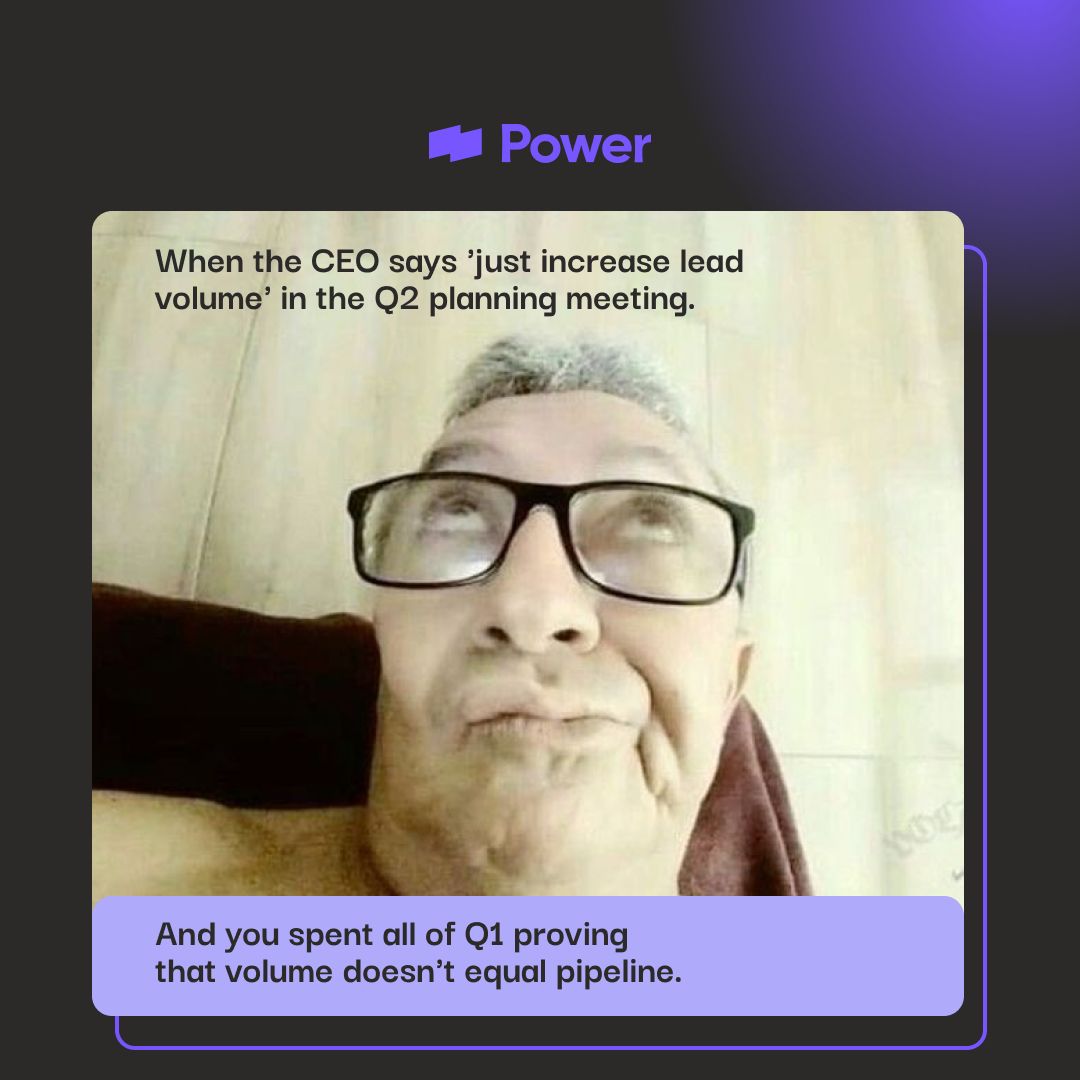 Power
When the CEO says 'just increase lead
volume' in the Q2 planning meeting.
And you spent all of Q1 proving
that volume doesn't equal pipeline.